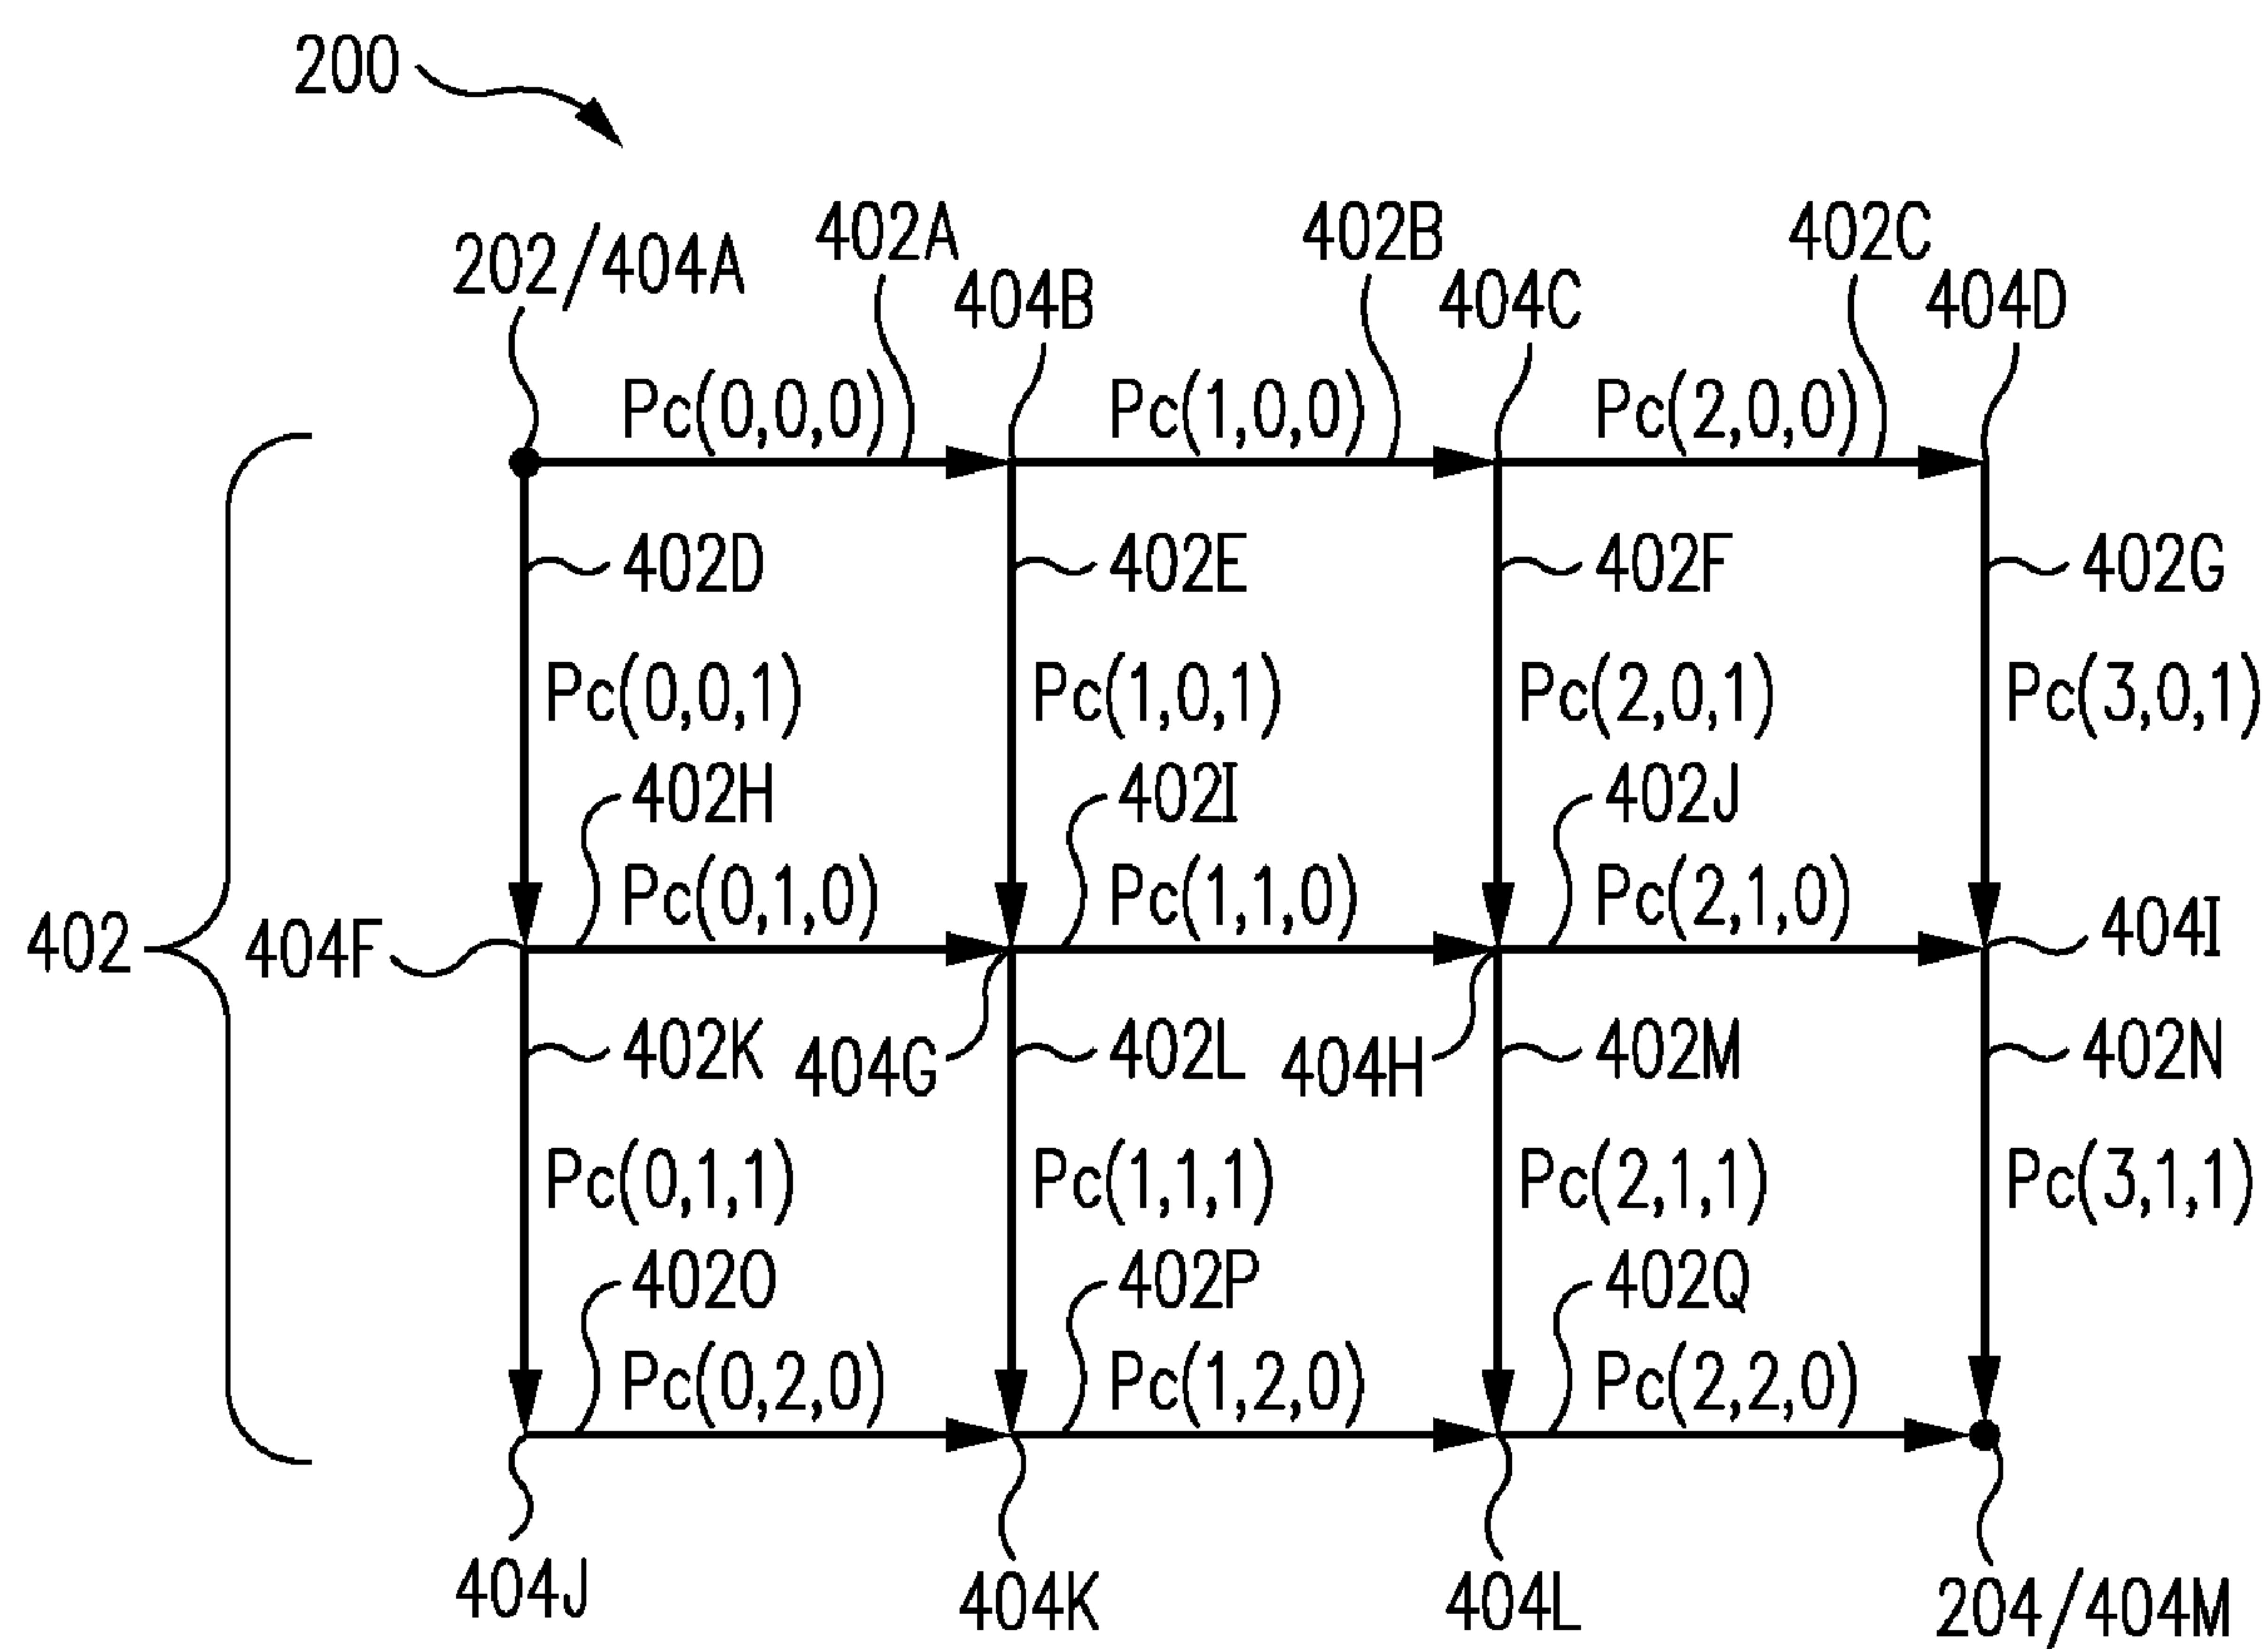 200
202/404A
402A
404B
402B
404C
402C
404D
Pc(0,0,0)
Pc(1,0,0)
Pc(2,0,0)
402D
402E
402F
402G
Pc(0,0,1)
Pc(1,0,1)
Pc(2,0,1)
Pc(3,0,1)
402H
402I
402J
Pc(0,1,0)
Pc(1,1,0)
Pc(2,1,0)
402
404F
404I
402K
404G
402L
404H
402M
402N
Pc(0,1,1)
Pc(1,1,1)
Pc(2,1,1)
Pc(3,1,1)
402O
402P
402Q
Pc(0,2,0)
Pc(1,2,0)
Pc(2,2,0)
404J
404K
404L
204/404M